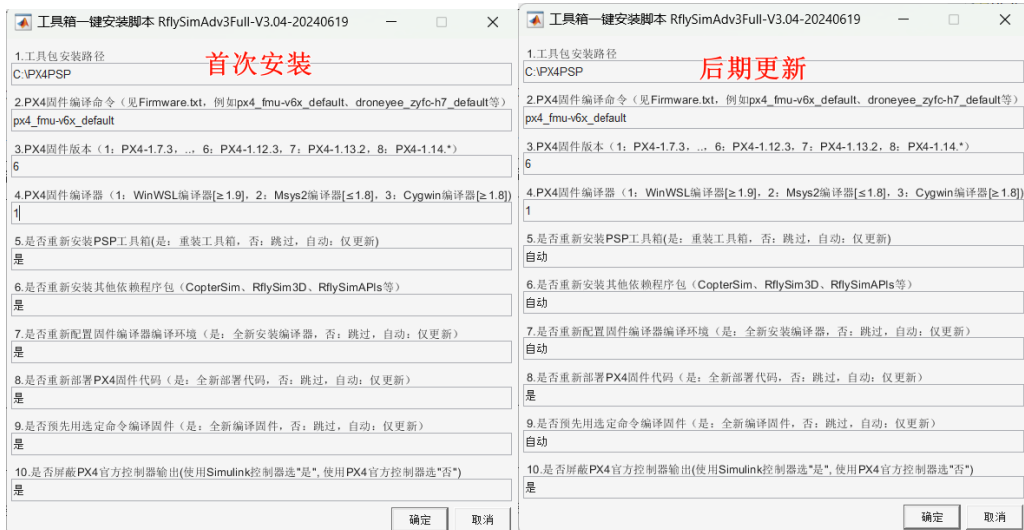 工具箱一键安装脚本 RflySimAdv3Full-V3.04-20240619
首次安装
1.工具包安装路径
C:\PX4PSP
2.PX4固件编译命令（见Firmware.txt，例如px4_fmu-v6x_default、droneyee_zyfc-h7_default等）
px4_fmu-v6x_default
3.PX4固件版本（1：PX4-1.7.3，..，6：PX4-1.12.3，7：PX4-1.13.2，8：PX4-1.14.*）
6
4.PX4固件编译器（1：WinWSL编译器[≥1.9]，2：Msys2编译器[≤1.8]，3：Cygwin编译器[≥1.8])
1
5.是否重新安装PSP工具箱(是：重装工具箱，否：跳过，自动：仅更新)
是
6.是否重新安装其他依赖程序包（CopterSim、RflySim3D、RflySimAPIs等）
是
7.是否重新配置固件编译器编译环境（是：全新安装编译器，否：跳过，自动：仅更新）
是
8.是否重新部署PX4固件代码（是：全新部署代码，否：跳过，自动：仅更新）
是
9.是否预先用选定命令编译固件（是：全新编译固件，否：跳过，自动：仅更新）
是
10.是否屏蔽PX4官方控制器输出(使用Simulink控制器选"是", 使用PX4官方控制器选"否")
是
确定 取消
工具箱一键安装脚本 RflySimAdv3Full-V3.04-20240619
后期更新
1.工具包安装路径
C:\PX4PSP
2.PX4固件编译命令（见Firmware.txt，例如px4_fmu-v6x_default、droneyee_zyfc-h7_default等）
px4_fmu-v6x_default
3.PX4固件版本（1：PX4-1.7.3，..，6：PX4-1.12.3，7：PX4-1.13.2，8：PX4-1.14.*）
6
4.PX4固件编译器（1：WinWSL编译器[≥1.9]，2：Msys2编译器[≤1.8]，3：Cygwin编译器[≥1.8])
1
5.是否重新安装PSP工具箱(是：重装工具箱，否：跳过，自动：仅更新)
自动
6.是否重新安装其他依赖程序包（CopterSim、RflySim3D、RflySimAPIs等）
自动
7.是否重新配置固件编译器编译环境（是：全新安装编译器，否：跳过，自动：仅更新）
自动
8.是否重新部署PX4固件代码（是：全新部署代码，否：跳过，自动：仅更新）
是
9.是否预先用选定命令编译固件（是：全新编译固件，否：跳过，自动：仅更新）
自动
10.是否屏蔽PX4官方控制器输出(使用Simulink控制器选"是", 使用PX4官方控制器选"否")
是
确定 取消